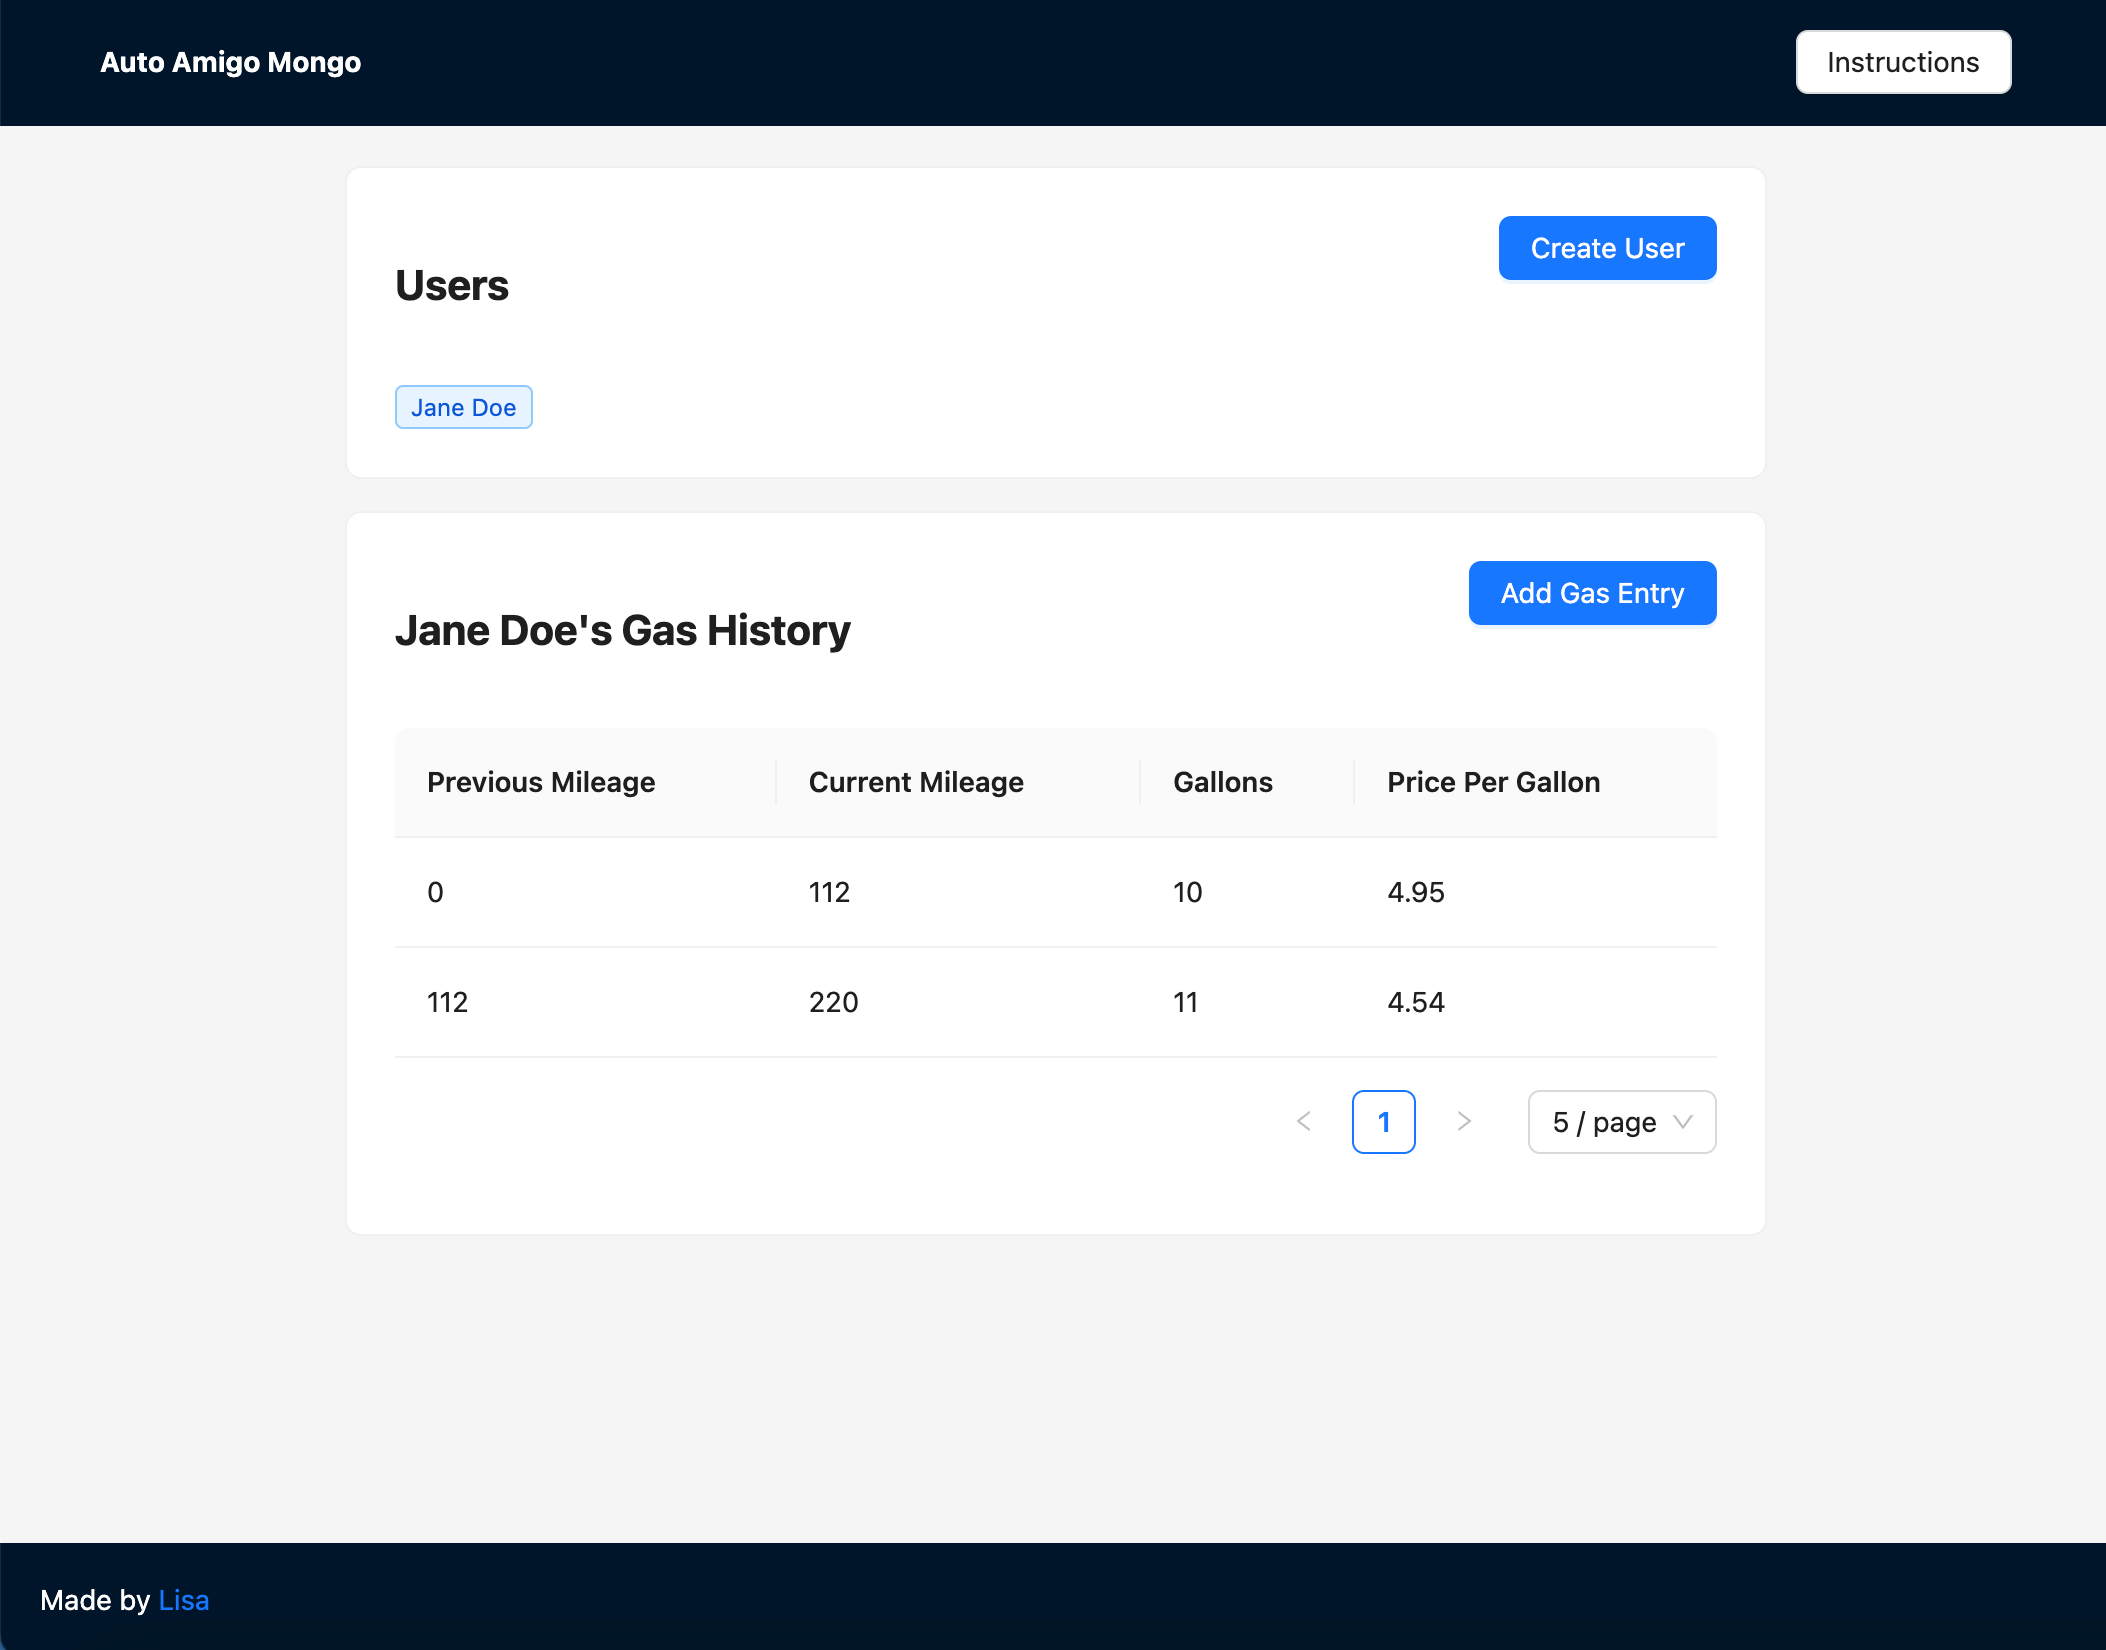 Auto Amigo Mongo
Instructions
Create User
Users
Jane Doe
Add Gas Entry
Jane Doe's Gas History
Previous Mileage Current Mileage Gallons Price Per Gallon
0 112 10 4.95
112 220 11 4.54
< 1 > 5 / page
Made by Lisa